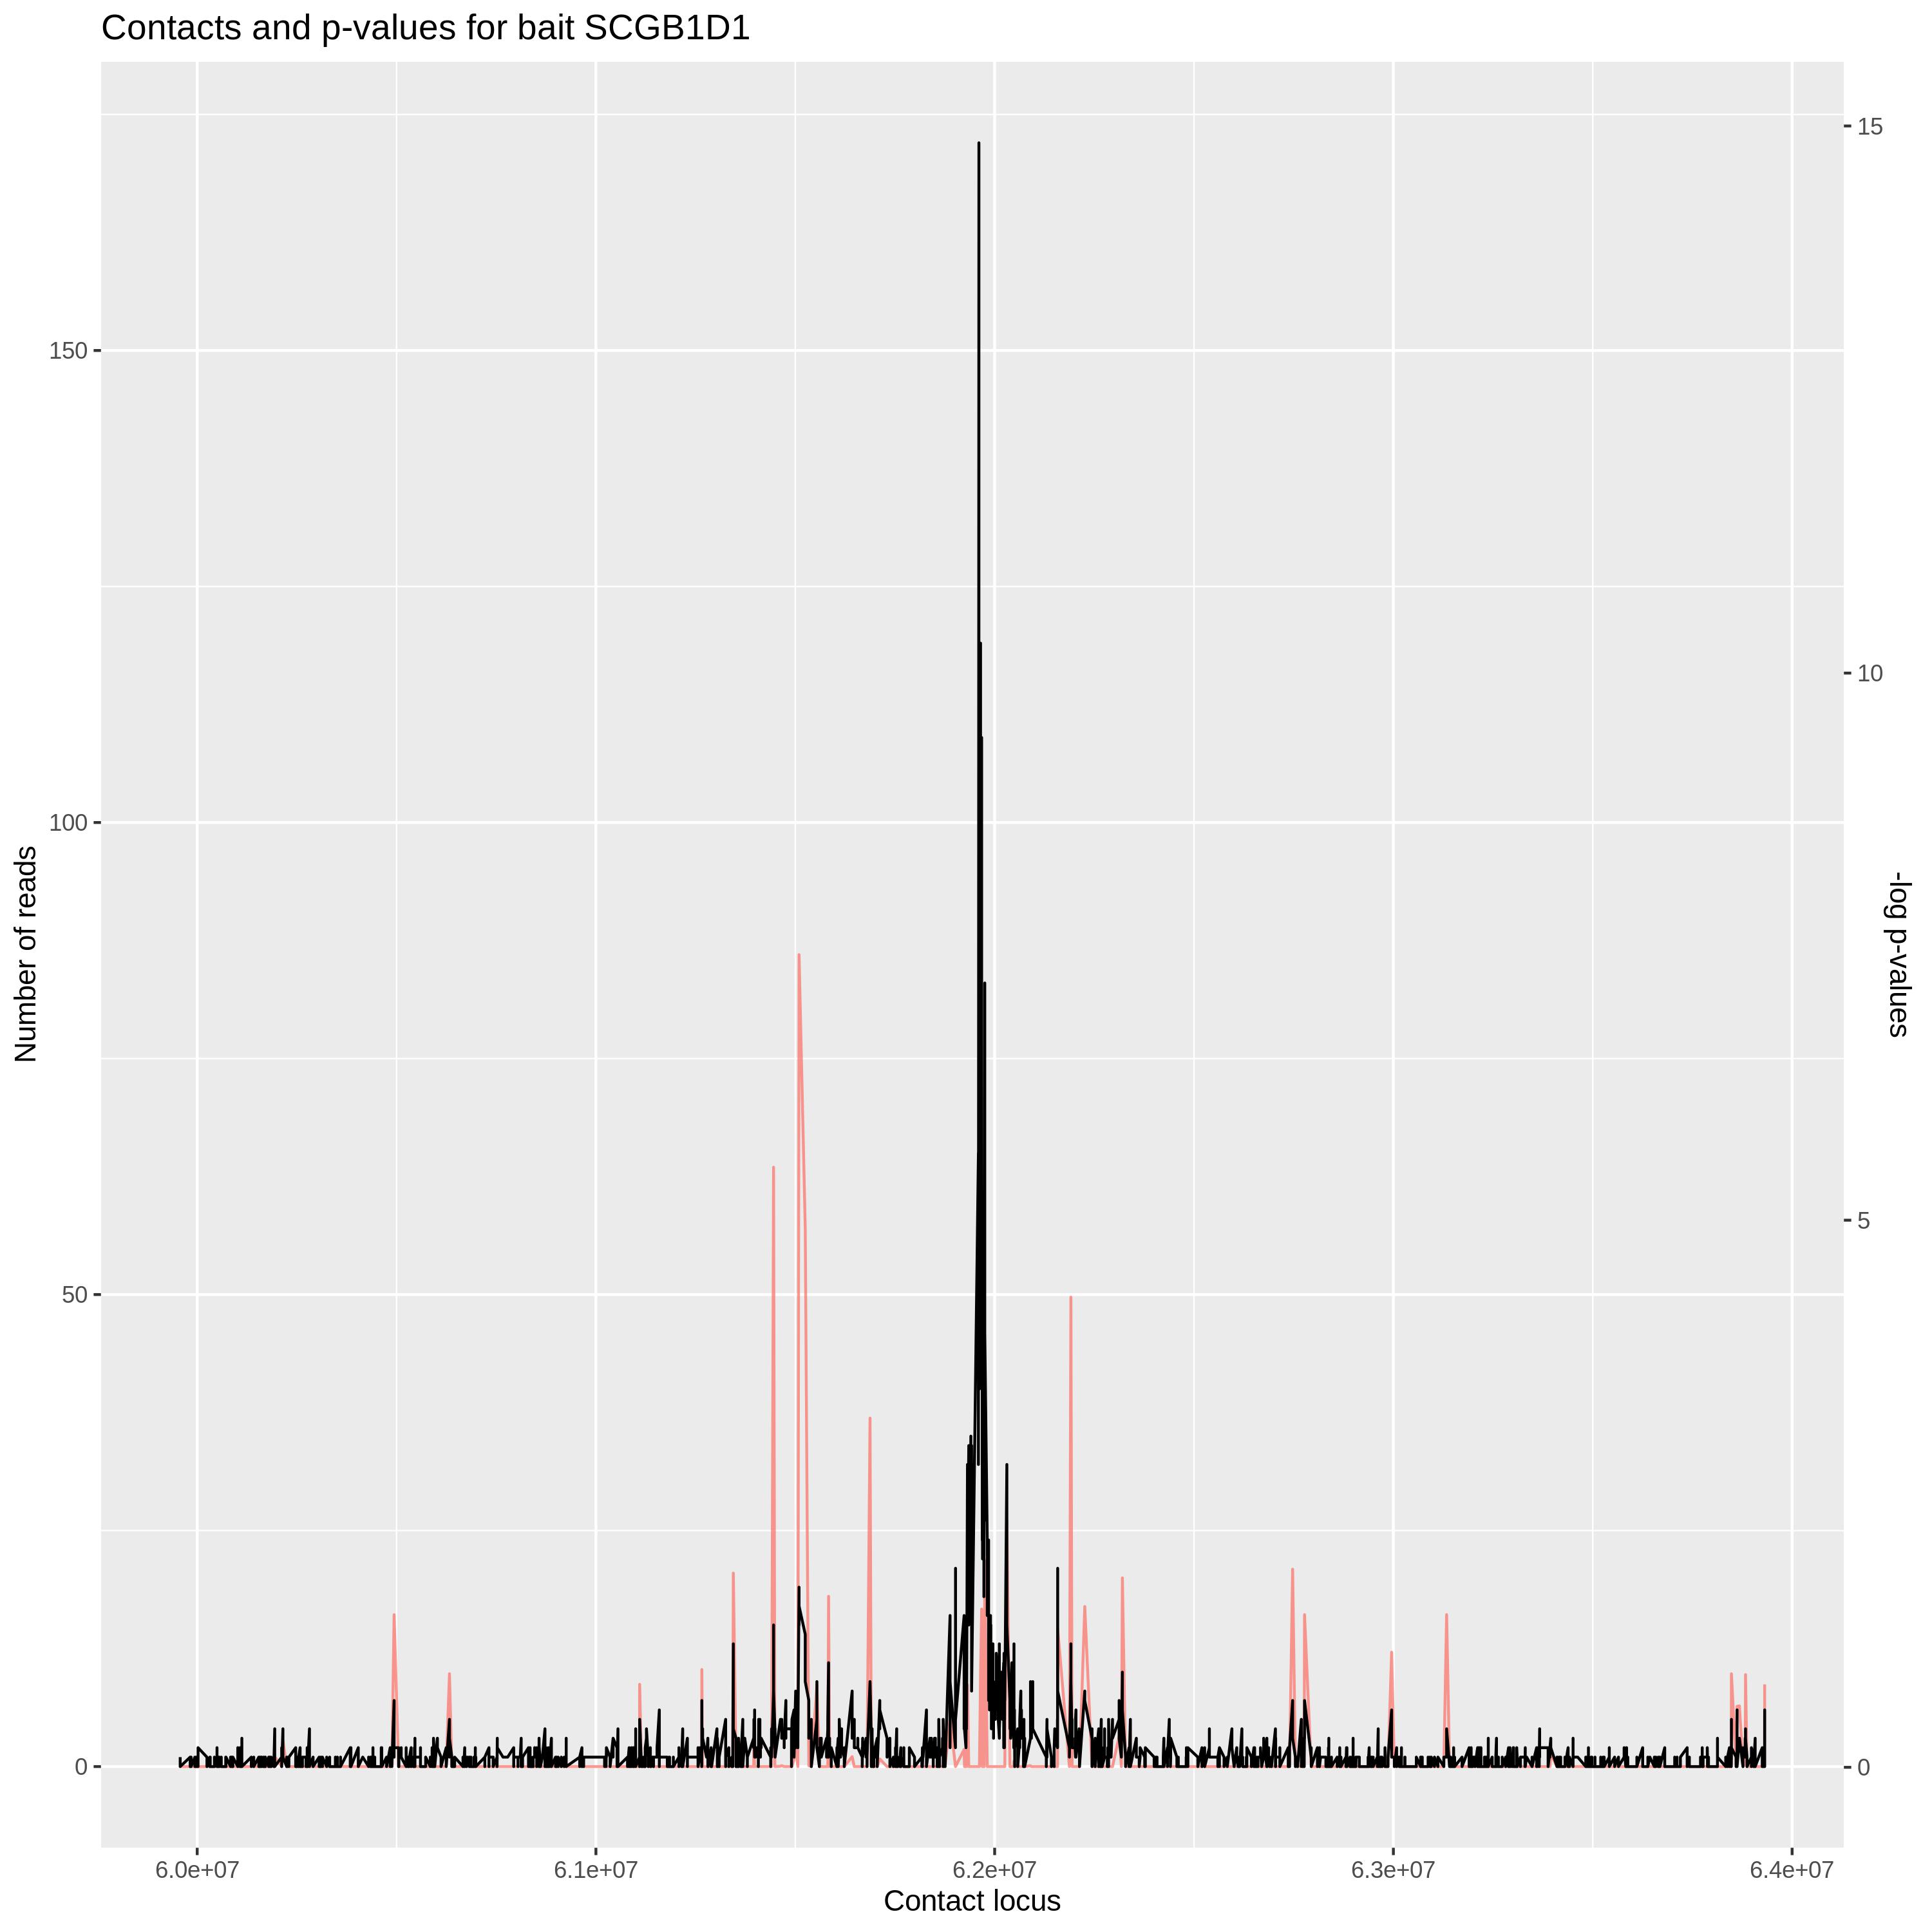 Contacts and p-values for bait SCGB1D1
15
150
10
100
Number of reads
-log p-values
5
50
0
0
6.0e+07 6.1e+07 6.2e+07 6.3e+07 6.4e+07
Contact locus